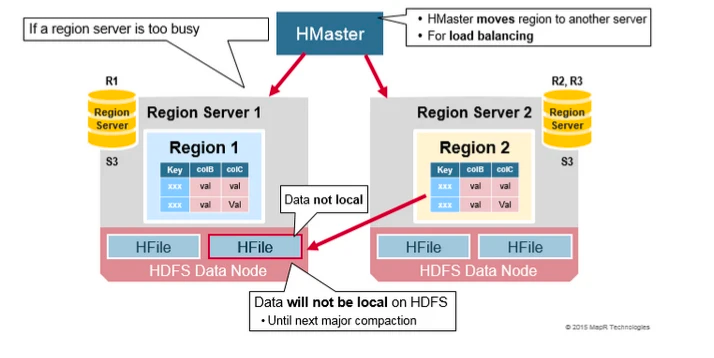 If a region server is too busy
HMaster
• HMaster moves region to another server
• For load balancing
R1
Region
Server
S3
Region Server 1
Region 1
Key colB colC
xxx val val
xxx val Val
Region Server 2
Region 2
Key colB colC
xxx val val
xxx val Val
R2, R3
Region
Server
S3
Data not local
HFile HFile
HDFS Data Node
HFile HFile
HDFS Data Node
Data will not be local on HDFS
• Until next major compaction
© 2015 MapR Technologies